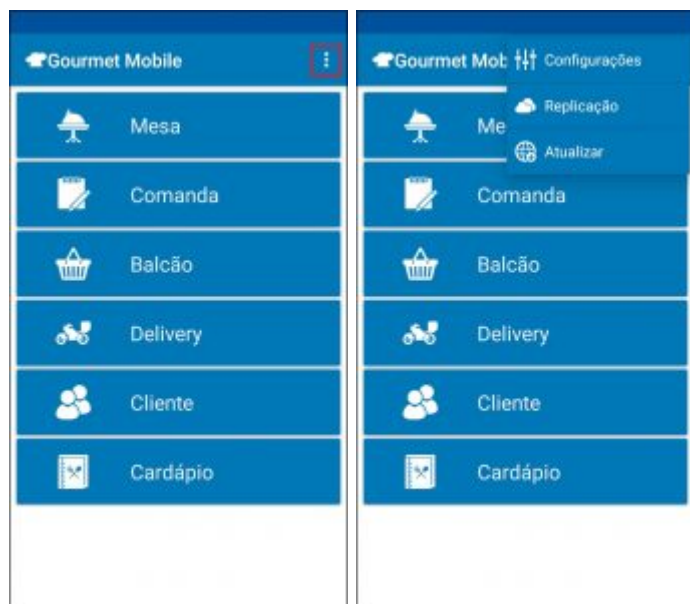 Gourmet Mobile
Mesa
Comanda
Balcão
Delivery
Cliente
Cardápio
Gourmet Mob
Configurações
Replicação
Atualizar
Me
Comanda
Balcão
Delivery
Cliente
Cardápio